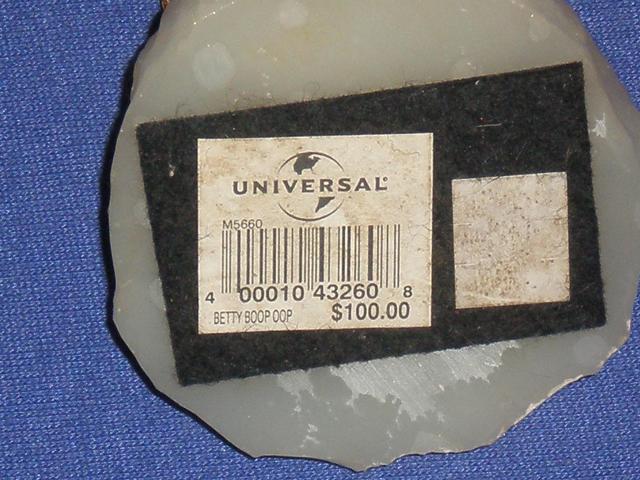 UNIVERSAL®
M5660
4 00010 43260 8
BETTY BOOP OOP $100.00